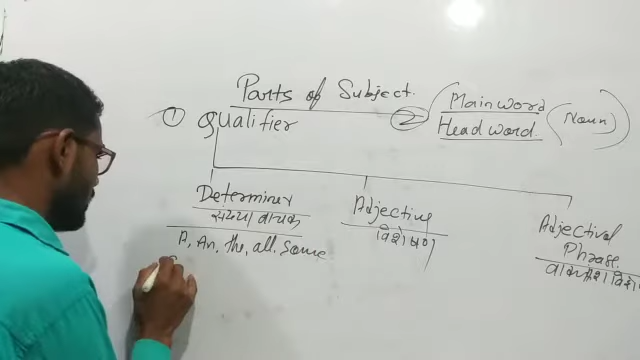 Parts of Subject.
① Qualifier
② (Main word
Head word. (Noun))
Determiner
संख्या वाचक
A, An, the, all, Some
Adjective
विशेषण
Adjectival
Phrase